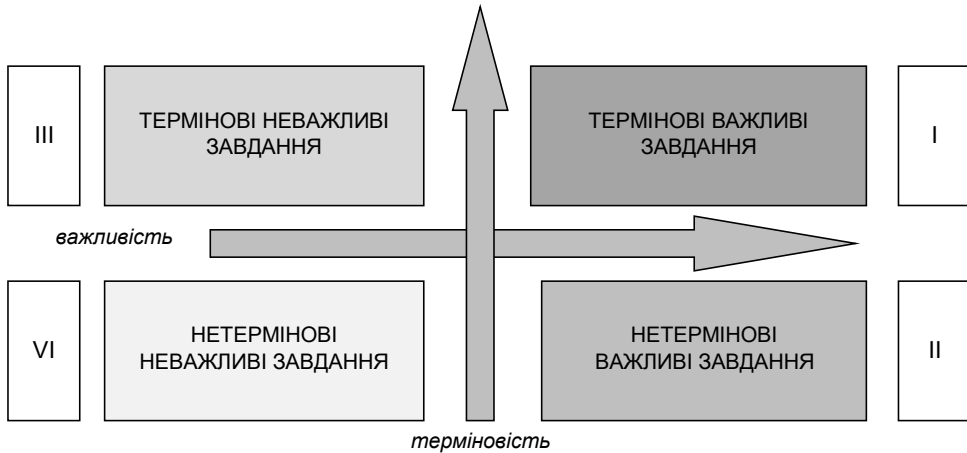 III
ТЕРМІНОВІ НЕВАЖЛИВІ
ЗАВДАННЯ
ТЕРМІНОВІ ВАЖЛИВІ
ЗАВДАННЯ
I
важливість
VI
НЕТЕРМІНОВІ
НЕВАЖЛИВІ ЗАВДАННЯ
НЕТЕРМІНОВІ
ВАЖЛИВІ ЗАВДАННЯ
II
терміновість